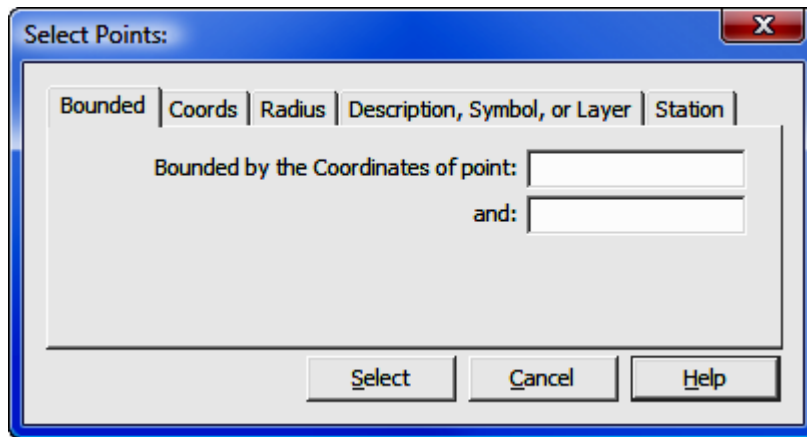 Select Points:
X
Bounded Coords Radius Description, Symbol, or Layer Station
Bounded by the Coordinates of point:
and:
Select Cancel Help